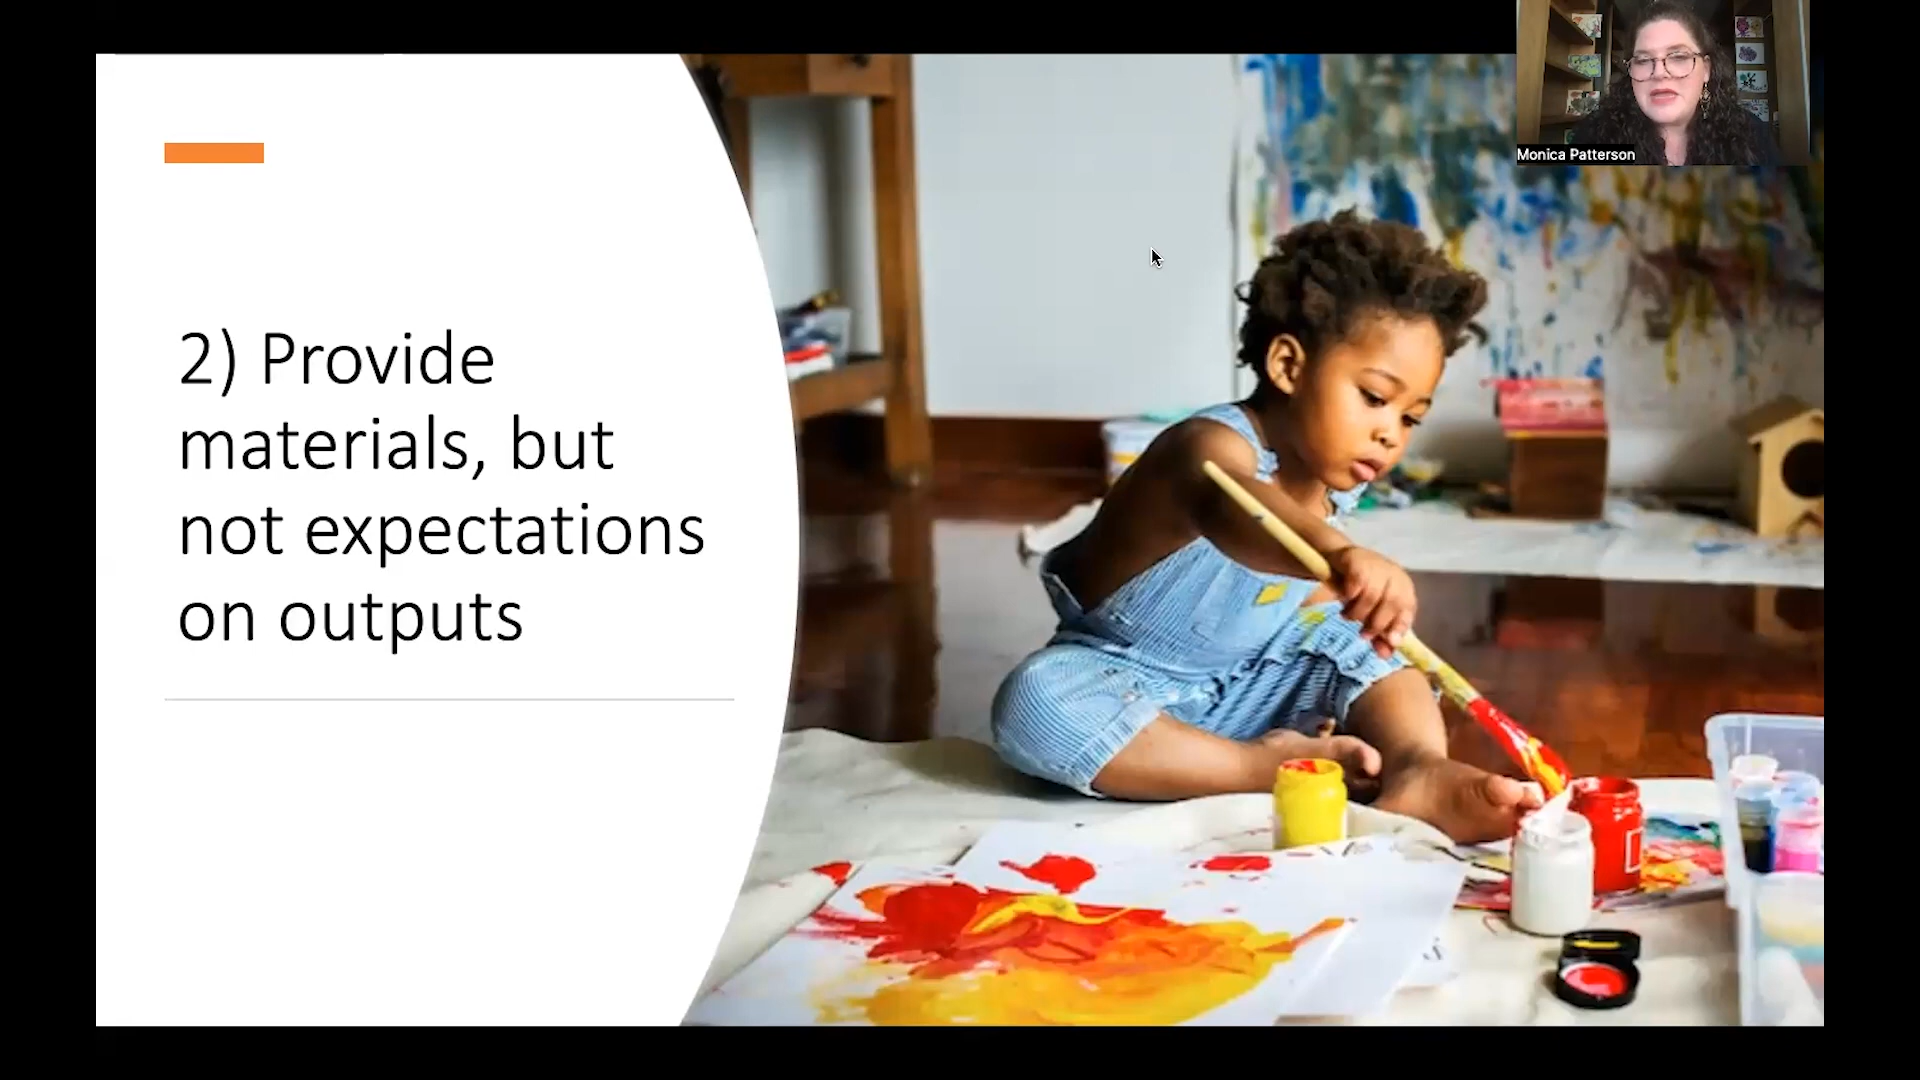 Monica Patterson
2) Provide
materials, but
not expectations
on outputs